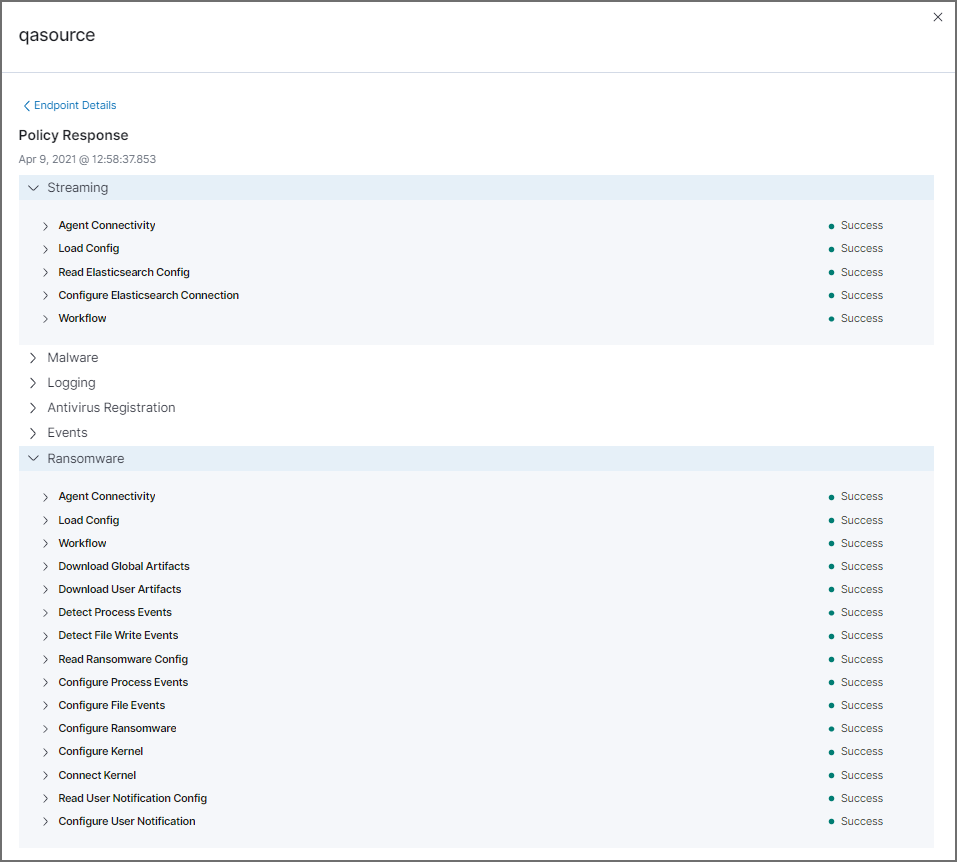 qasource
Endpoint Details
Policy Response
Apr 9, 2021 @ 12:58:37.853
Streaming
Agent Connectivity Success
Load Config Success
Read Elasticsearch Config Success
Configure Elasticsearch Connection Success
Workflow Success
Malware
Logging
Antivirus Registration
Events
Ransomware
Agent Connectivity Success
Load Config Success
Workflow Success
Download Global Artifacts Success
Download User Artifacts Success
Detect Process Events Success
Detect File Write Events Success
Read Ransomware Config Success
Configure Process Events Success
Configure File Events Success
Configure Ransomware Success
Configure Kernel Success
Connect Kernel Success
Read User Notification Config Success
Configure User Notification Success